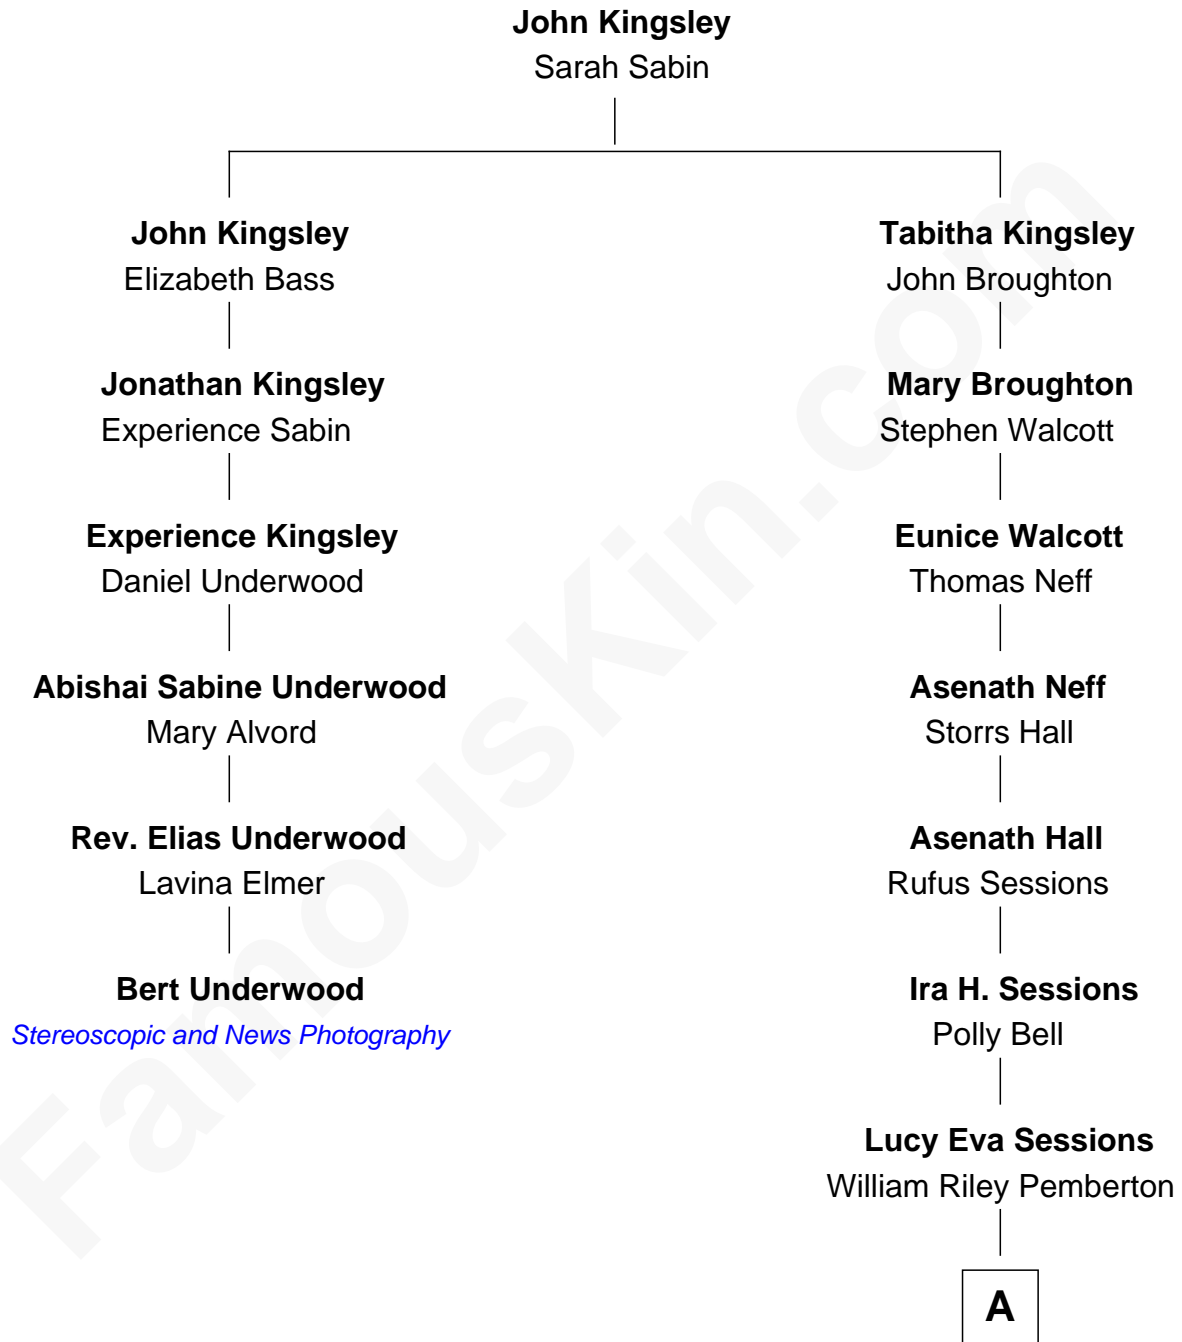 John Kingsley
Sarah Sabin
John Kingsley
Elizabeth Bass
Jonathan Kingsley
Experience Sabin
Experience Kingsley
Daniel Underwood
Abishai Sabine Underwood
Mary Alvord
Rev. Elias Underwood
Lavina Elmer
Bert Underwood
Stereoscopic and News Photography
Tabitha Kingsley
John Broughton
Mary Broughton
Stephen Walcott
Eunice Walcott
Thomas Neff
Asenath Neff
Storrs Hall
Asenath Hall
Rufus Sessions
Ira H. Sessions
Polly Bell
Lucy Eva Sessions
William Riley Pemberton
A
FamousKin.com